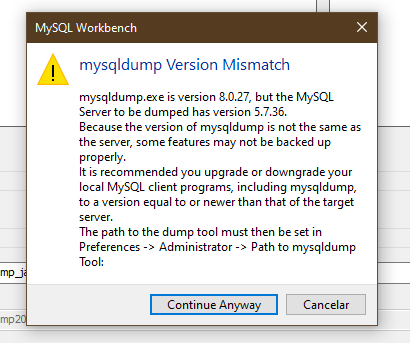 MySQL Workbench
mysqldump Version Mismatch
mysqldump.exe is version 8.0.27, but the MySQL
Server to be dumped has version 5.7.36.
Because the version of mysqldump is not the same as
the server, some features may not be backed up
properly.
It is recommended you upgrade or downgrade your
local MySQL client programs, including mysqldump,
to a version equal to or newer than that of the target
server.
The path to the dump tool must then be set in
Preferences -> Administrator -> Path to mysqldump
Tool:
mp_ja
Continue Anyway Cancelar
mp20